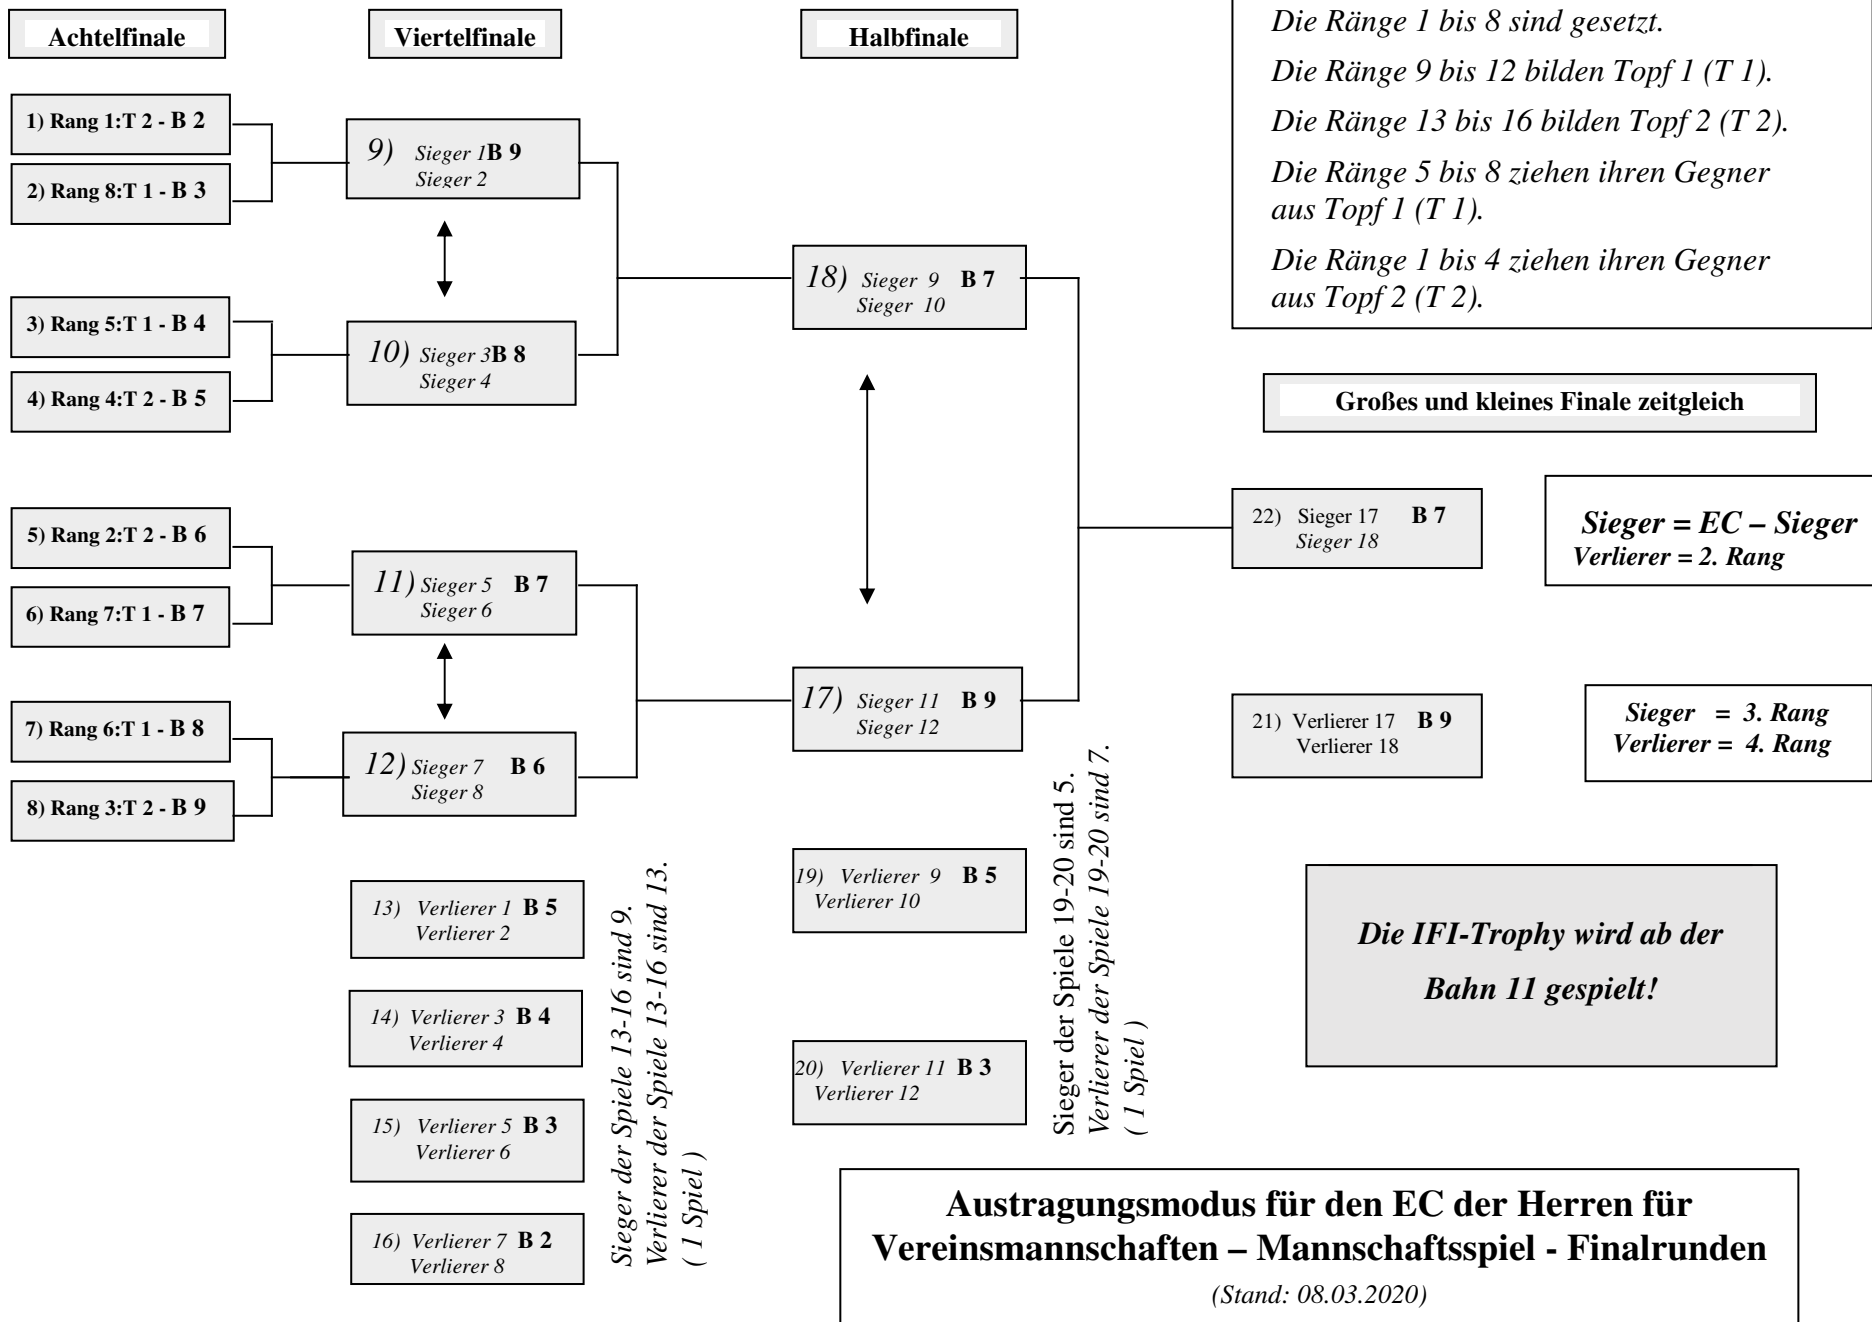 Achtelfinale
Viertelfinale
Halbfinale
Die Ränge 1 bis 8 sind gesetzt.
Die Ränge 9 bis 12 bilden Topf 1 (T 1).
Die Ränge 13 bis 16 bilden Topf 2 (T 2).
Die Ränge 5 bis 8 ziehen ihren Gegner
aus Topf 1 (T 1).
Die Ränge 1 bis 4 ziehen ihren Gegner
aus Topf 2 (T 2).
1) Rang 1:T 2 - B 2
2) Rang 8:T 1 - B 3
3) Rang 5:T 1 - B 4
4) Rang 4:T 2 - B 5
5) Rang 2:T 2 - B 6
6) Rang 7:T 1 - B 7
7) Rang 6:T 1 - B 8
8) Rang 3:T 2 - B 9
9) Sieger 1B 9
Sieger 2
10) Sieger 3B 8
Sieger 4
11) Sieger 5 B 7
Sieger 6
12) Sieger 7 B 6
Sieger 8
13) Verlierer 1 B 5
Verlierer 2
14) Verlierer 3 B 4
Verlierer 4
15) Verlierer 5 B 3
Verlierer 6
16) Verlierer 7 B 2
Verlierer 8
Sieger der Spiele 13-16 sind 9.
Verlierer der Spiele 13-16 sind 13.
( 1 Spiel )
18) Sieger 9 B 7
Sieger 10
17) Sieger 11 B 9
Sieger 12
19) Verlierer 9 B 5
Verlierer 10
20) Verlierer 11 B 3
Verlierer 12
Sieger der Spiele 19-20 sind 5.
Verlierer der Spiele 19-20 sind 7.
( 1 Spiel )
Großes und kleines Finale zeitgleich
22) Sieger 17 B 7
Sieger 18
Sieger = EC – Sieger
Verlierer = 2. Rang
21) Verlierer 17 B 9
Verlierer 18
Sieger = 3. Rang
Verlierer = 4. Rang
Die IFI-Trophy wird ab der
Bahn 11 gespielt!
Austragungsmodus für den EC der Herren für
Vereinsmannschaften – Mannschaftsspiel - Finalrunden
(Stand: 08.03.2020)